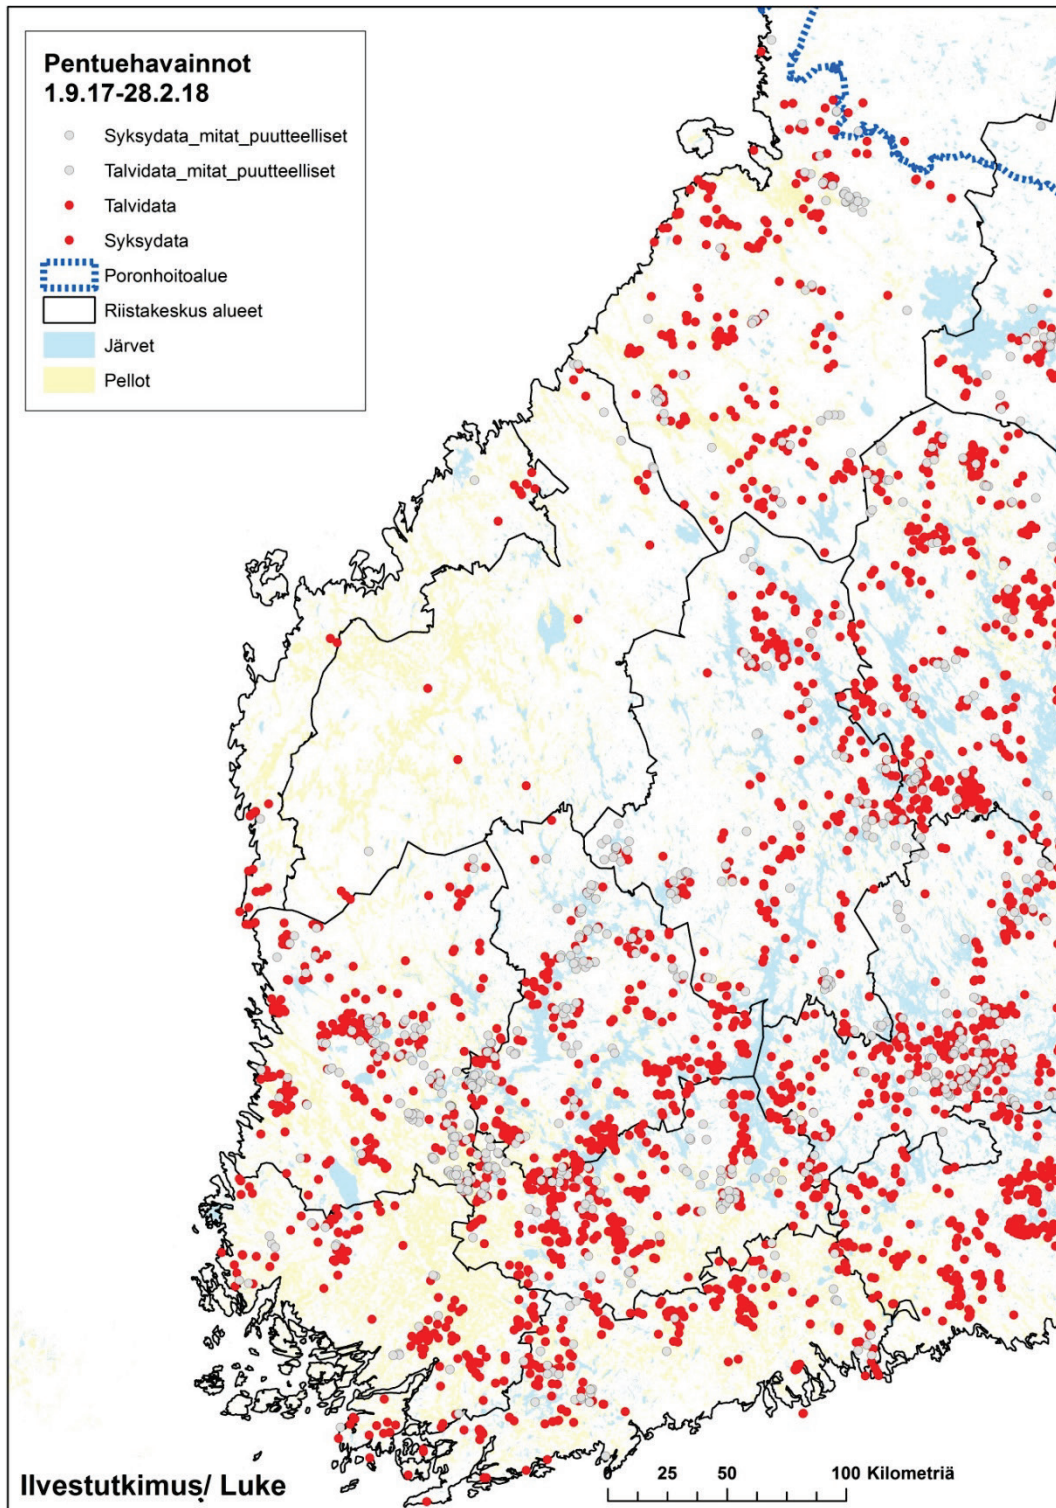 Pentuehavainnot
1.9.17-28.2.18
Syksydata_mitat_puutteelliset
Talvidata_mitat_puutteelliset
Talvidata
Syksydata
Poronhoitoalue
Riistakeskus alueet
Järvet
Pellot
Ilvestutkimus/ Luke
0 25 50 100 Kilometriä